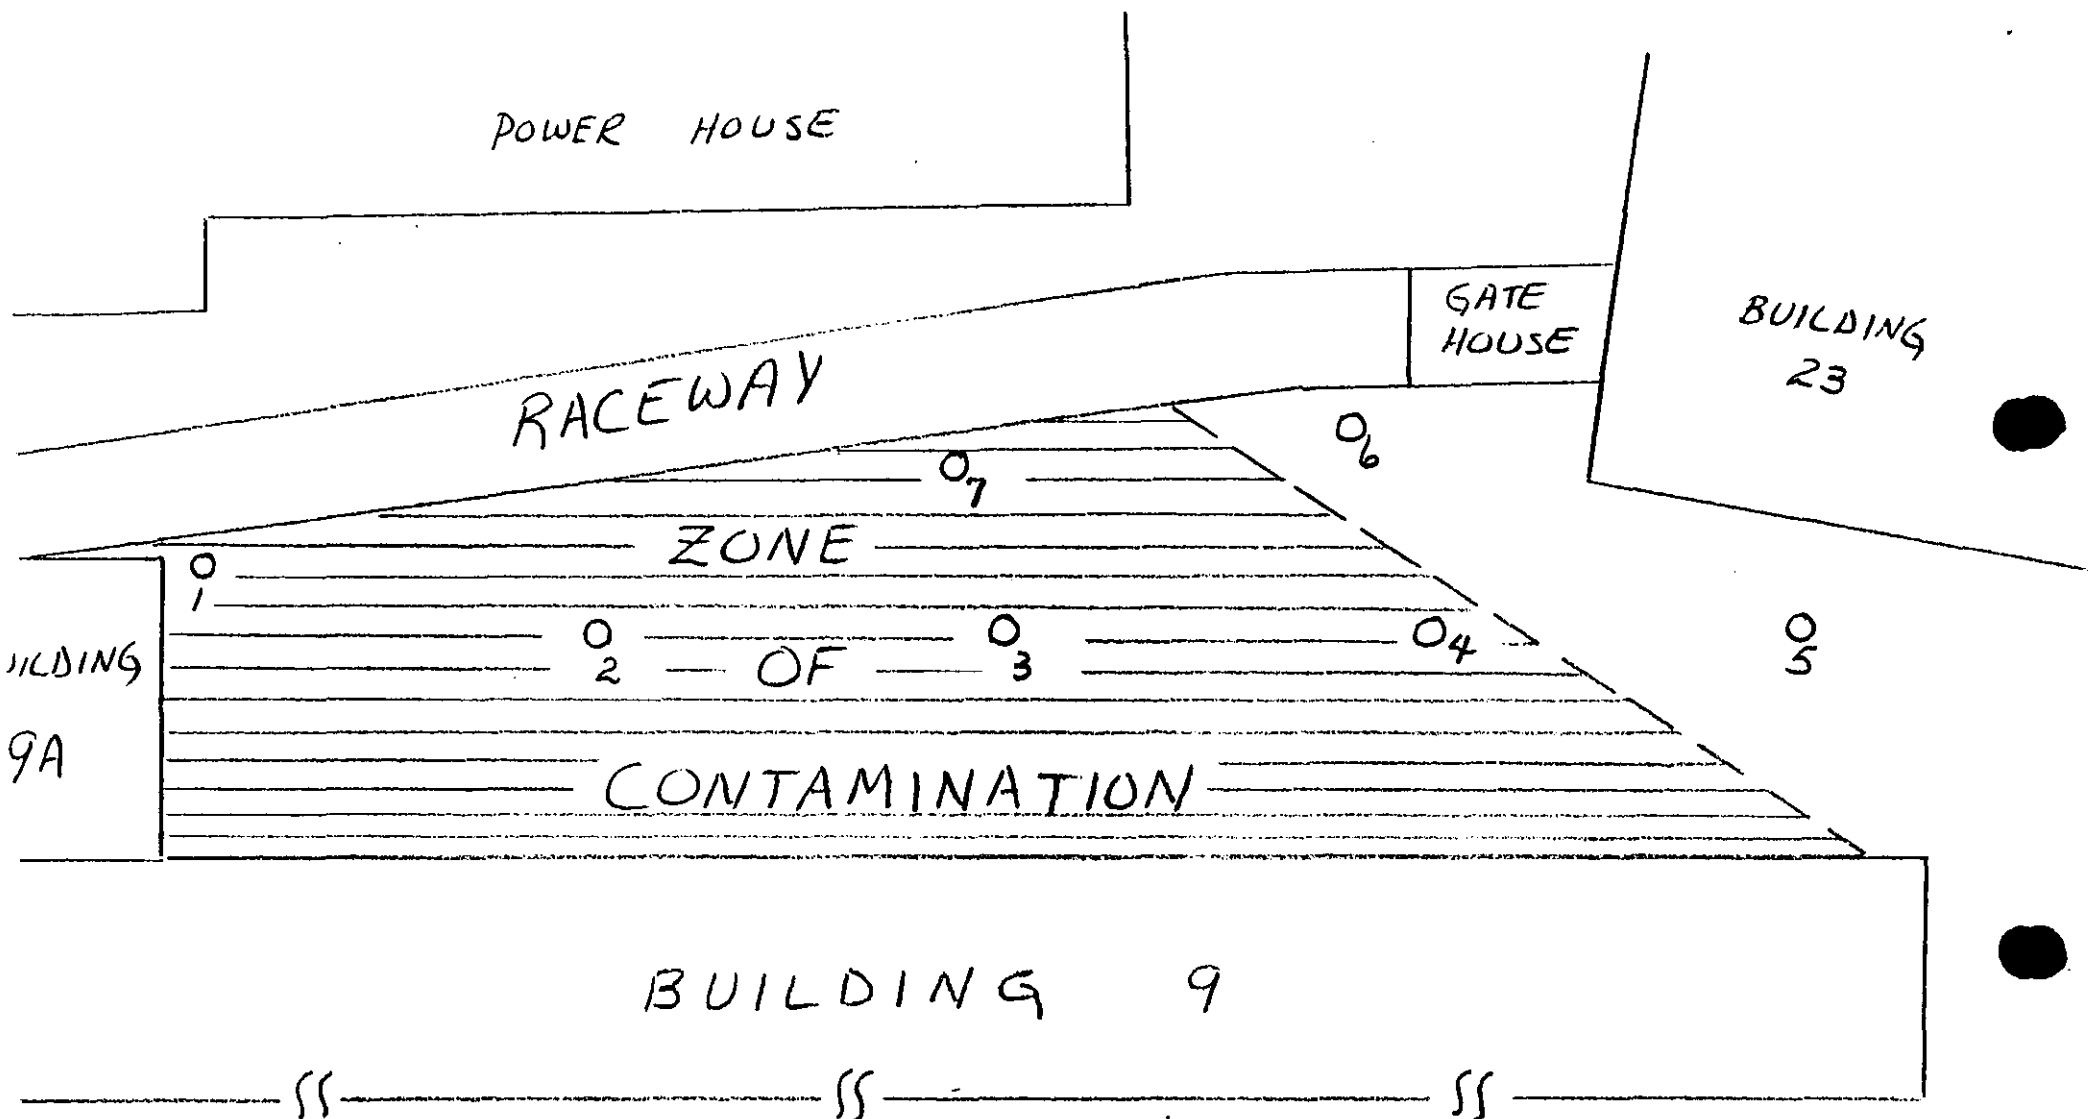 POWER HOUSE
GATE
HOUSE
BUILDING
23
RACEWAY
6
7
ZONE
1
2
3
4
5
OF
ILDING
9A
CONTAMINATION
BUILDING 9